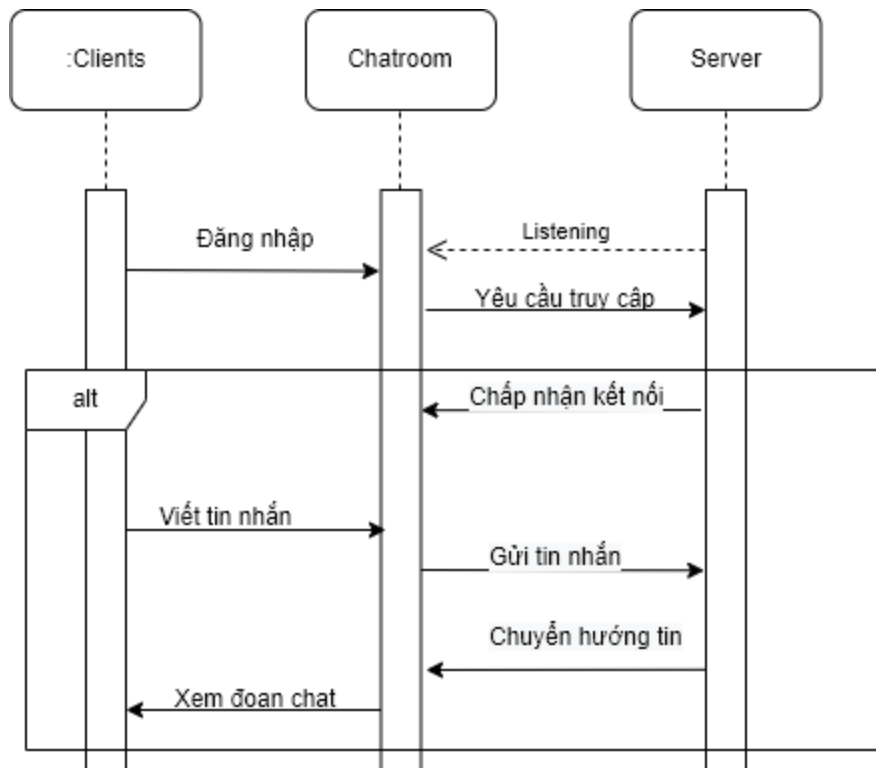 :Clients
Chatroom
Server
Đăng nhập
Listening
Yêu cầu truy câp
alt
Chấp nhận kết nối
Viết tin nhắn
Gửi tin nhắn
Chuyển hướng tin
Xem đoan chat